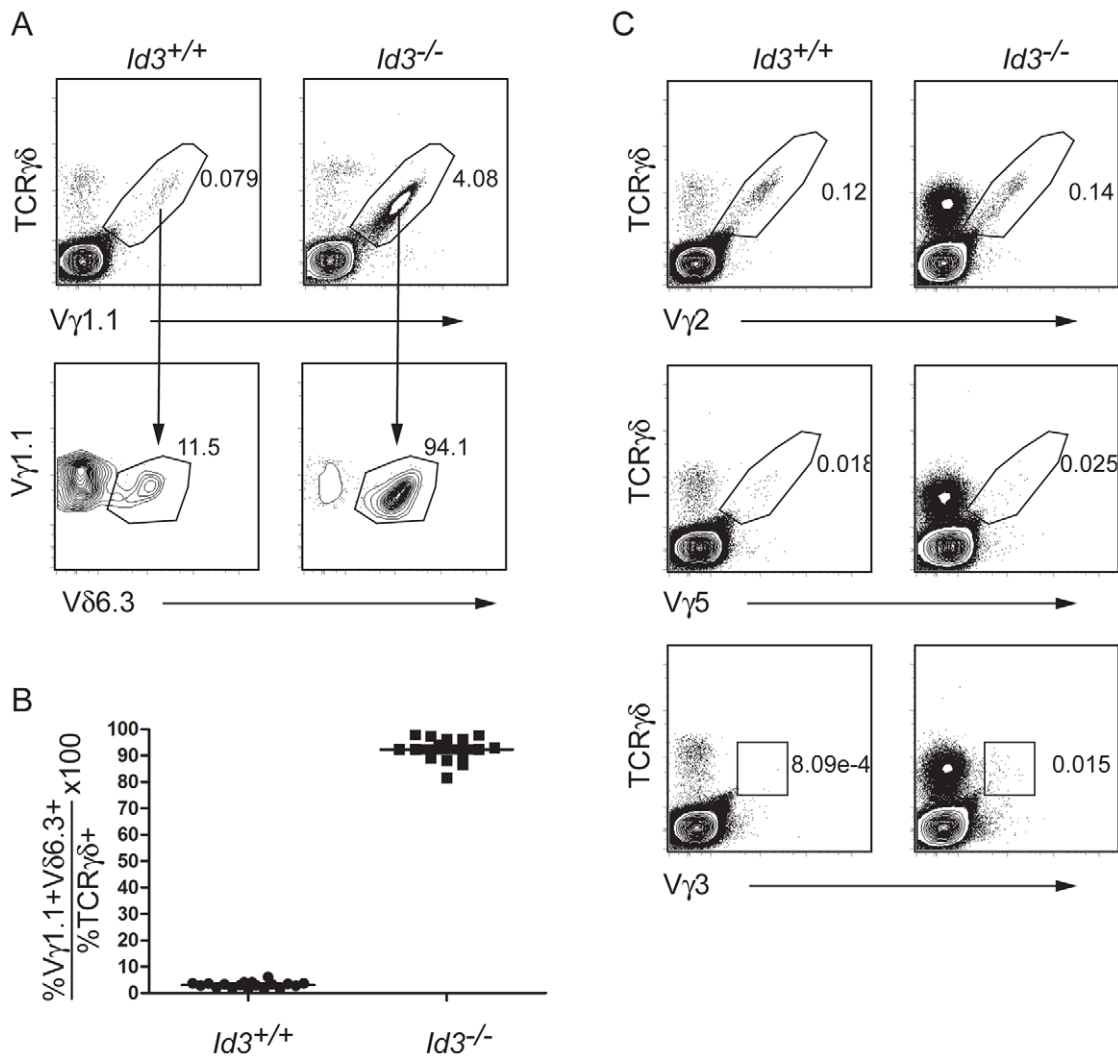 A
Id3+/+
Id3-/-
TCRγδ
0.079
4.08
Vγ1.1
Vγ1.1
11.5
94.1
Vδ6.3
B
%Vγ1.1+Vδ6.3+
%TCRγδ+
x100
100
90
80
70
60
50
40
30
20
10
0
Id3+/+
Id3-/-
C
Id3+/+
Id3-/-
TCRγδ
0.12
0.14
Vγ2
TCRγδ
0.018
0.025
Vγ5
TCRγδ
8.09e-4
0.015
Vγ3